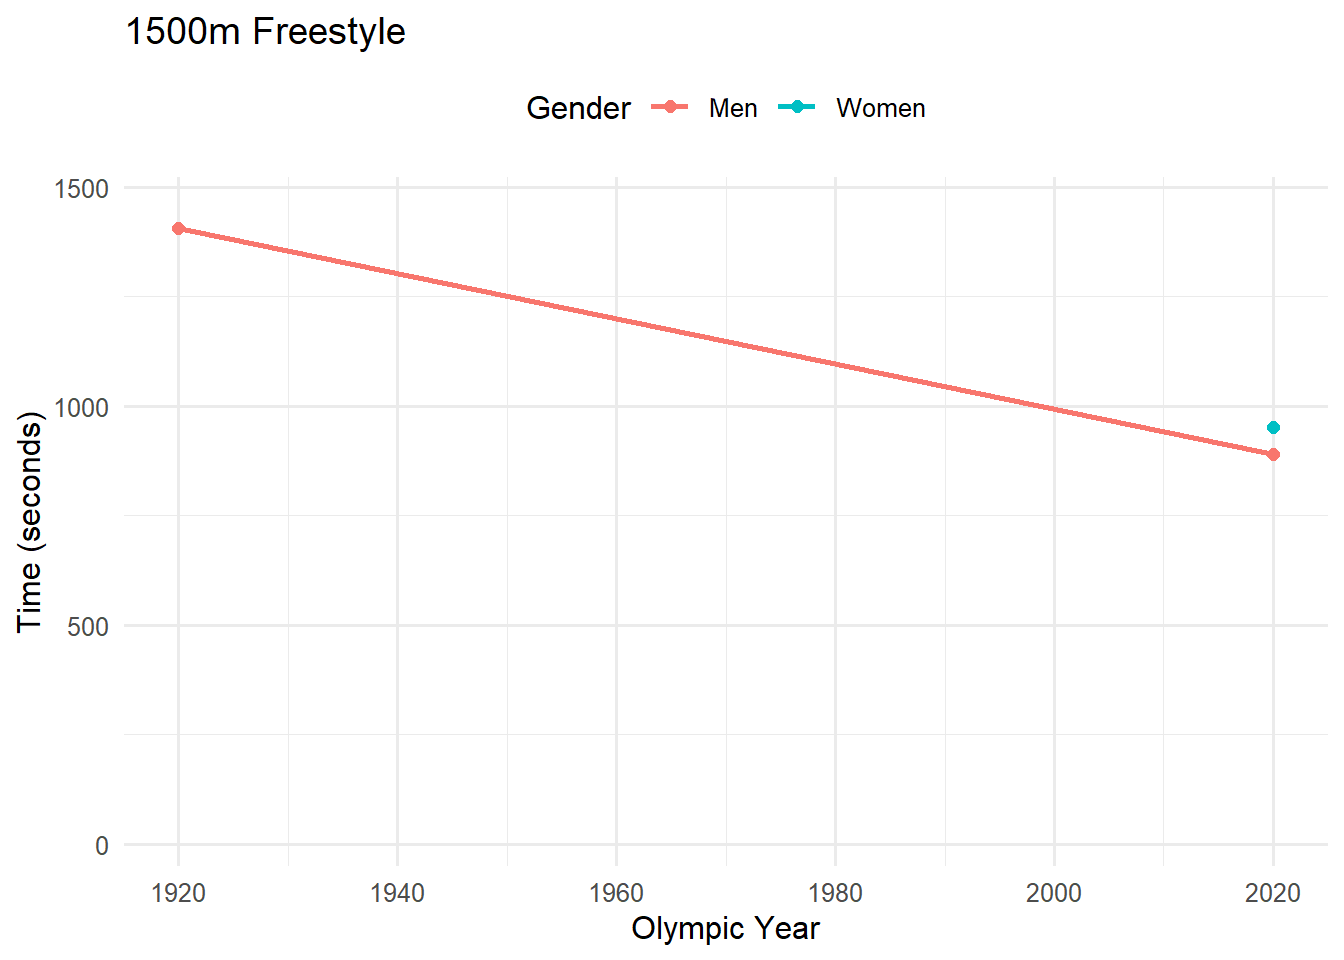 1500m Freestyle
Gender Men Women
1500
1000
500
0
Time (seconds)
1920 1940 1960 1980 2000 2020
Olympic Year